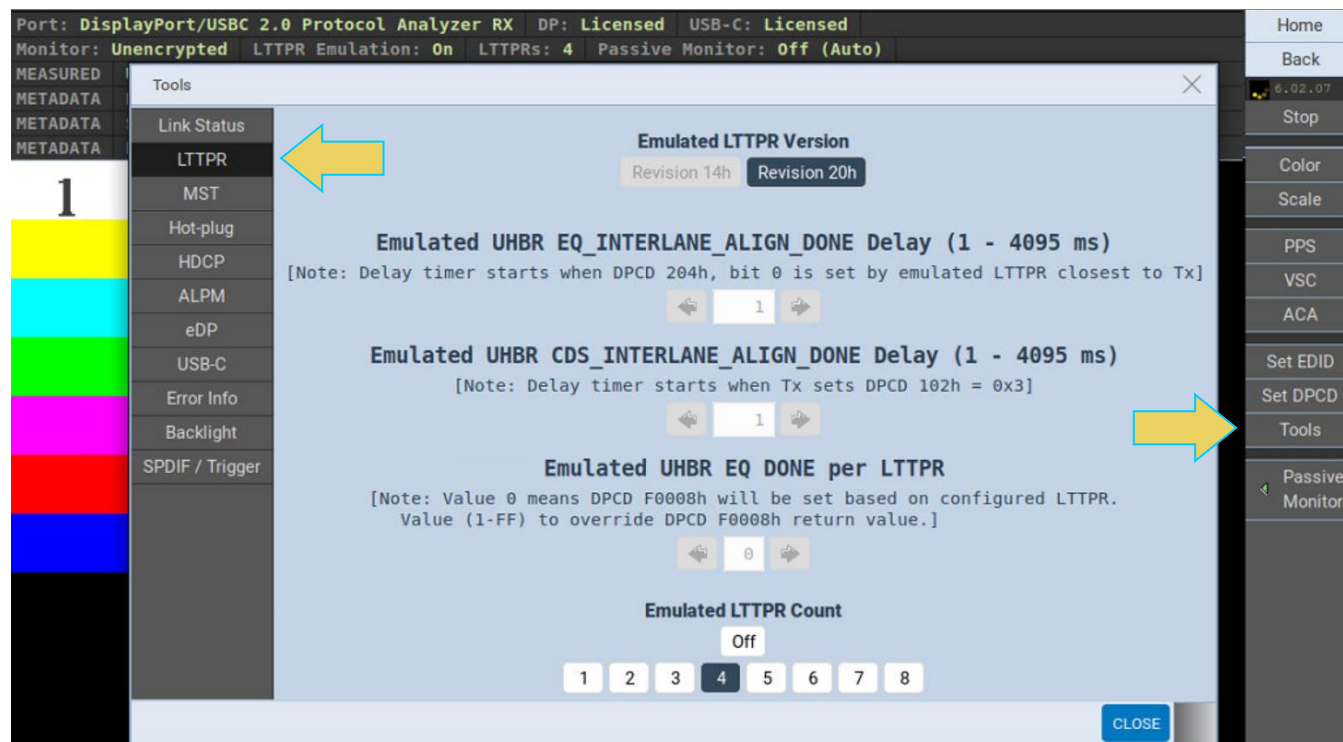 Port: DisplayPort/USBC 2.0 Protocol Analyzer RX DP: Licensed USB-C: Licensed
Monitor: Unencrypted LTTPR Emulation: On LTTPRs: 4 Passive Monitor: Off (Auto)
MEASURED
METADATA
METADATA
METADATA
1
Tools
Link Status
LTTPR
MST
Hot-plug
HDCP
ALPM
eDP
USB-C
Error Info
Backlight
SPDIF / Trigger
Emulated LTTPR Version
Revision 14h Revision 20h
Emulated UHBR EQ_INTERLANE_ALIGN_DONE Delay (1 - 4095 ms)
[Note: Delay timer starts when DPCD 204h, bit 0 is set by emulated LTTPR closest to Tx]
1
Emulated UHBR CDS_INTERLANE_ALIGN_DONE Delay (1 - 4095 ms)
[Note: Delay timer starts when Tx sets DPCD 102h = 0x3]
1
Emulated UHBR EQ DONE per LTTPR
[Note: Value 0 means DPCD F0008h will be set based on configured LTTPR.
Value (1-FF) to override DPCD F0008h return value.]
0
Emulated LTTPR Count
Off
1 2 3 4 5 6 7 8
CLOSE
Home
Back
6.02.07
Stop
Color
Scale
PPS
VSC
ACA
Set EDID
Set DPCD
Tools
Passive
Monitor